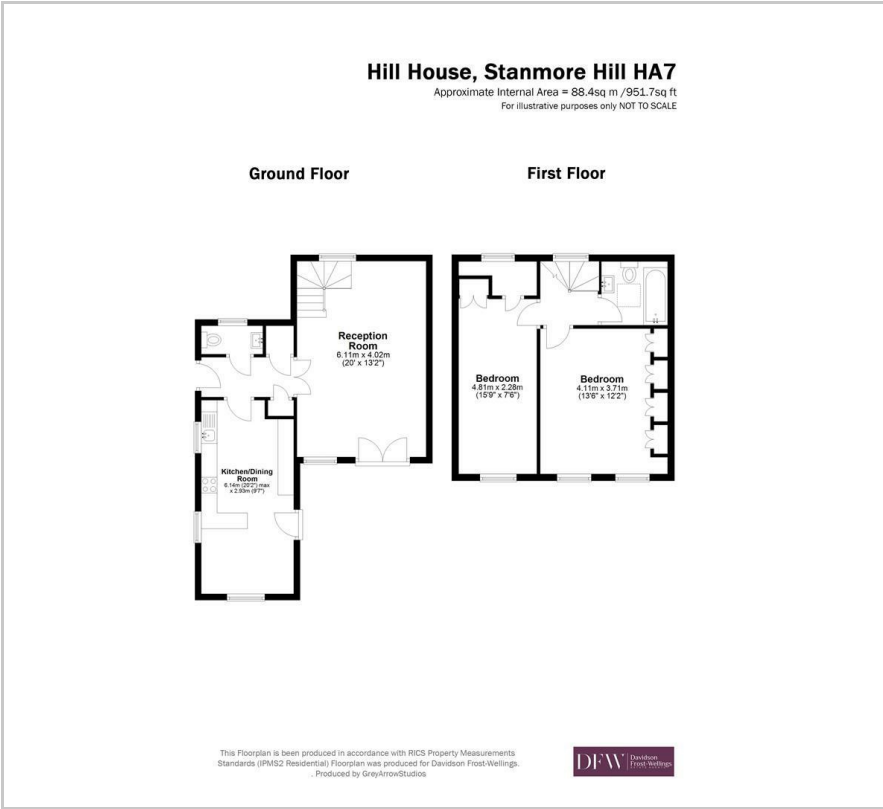 Hill House, Stanmore Hill HA7
Approximate Internal Area = 88.4sq m /951.7sq ft
For illustrative purposes only NOT TO SCALE
Ground Floor
First Floor
Reception
Room
6.11m x 4.02m
(20' x 13'2")
Kitchen/Dining
Room
6.14m (20'2") max
x 2.93m (9'7")
Bedroom
4.81m x 2.28m
(15'9" x 7'6")
Bedroom
4.11m x 3.71m
(13'6" x 12'2")
This Floorplan is been produced in accordance with RICS Property Measurements
Standards (IPMS2 Residential) Floorplan was produced for Davidson Frost-Wellings.
. Produced by GreyArrowStudios
DFW
Davidson
Frost-Wellings